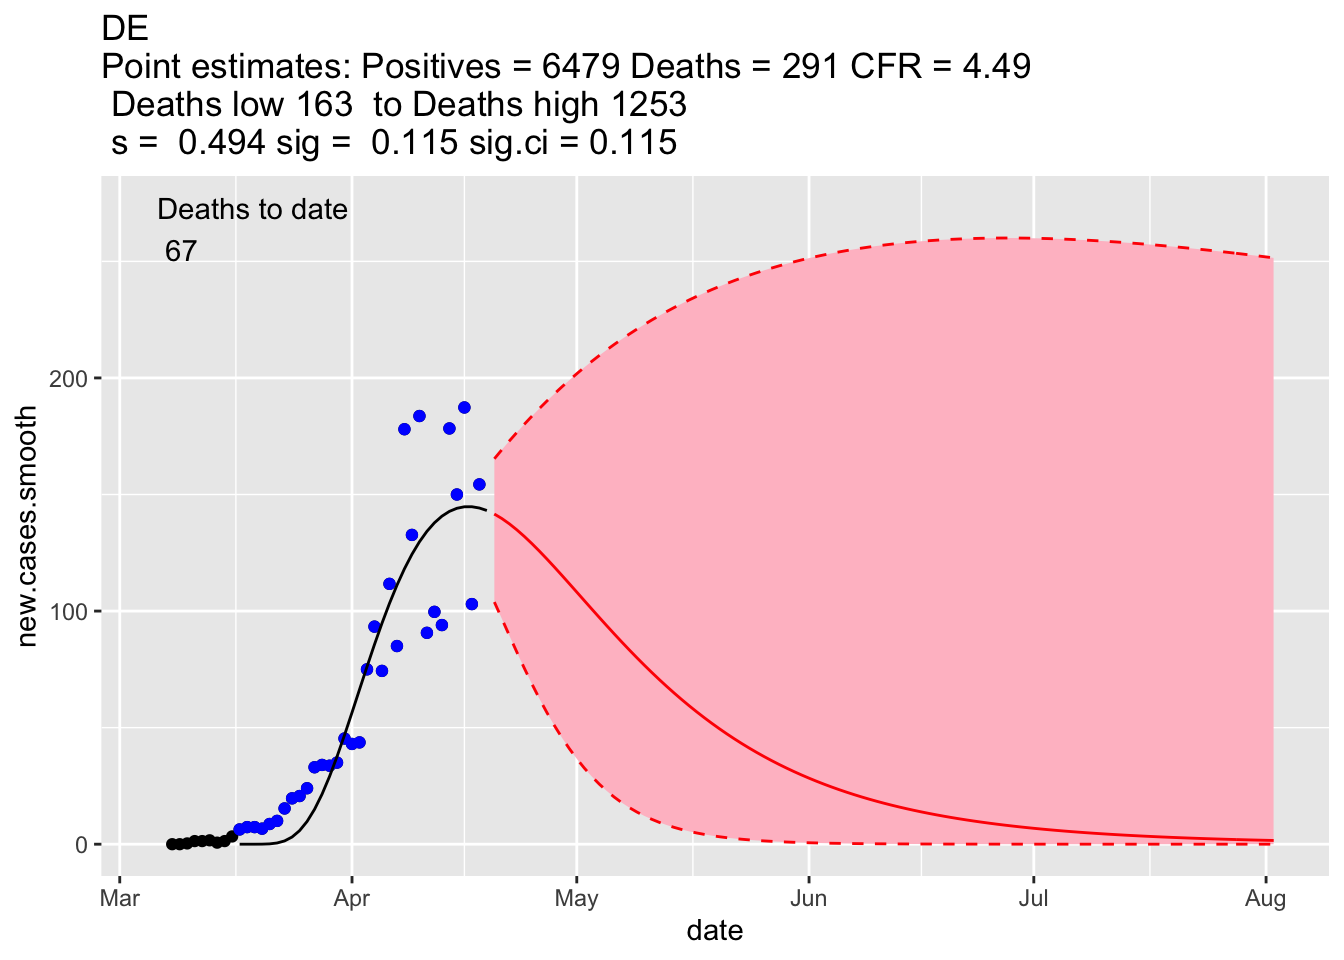 DE
Point estimates: Positives = 6479 Deaths = 291 CFR = 4.49
Deaths low 163  to Deaths high 1253
s =  0.494 sig =  0.115 sig.ci = 0.115
Deaths to date
67
200
100
0
new.cases.smooth
Mar Apr May Jun Jul Aug
date